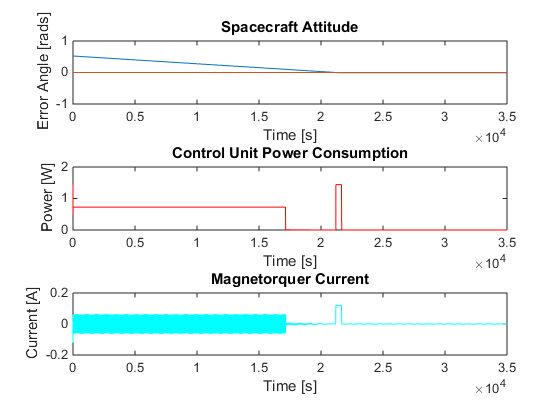 Spacecraft Attitude
Error Angle [rads]
1
0
-1
0 0.5 1 1.5 2 2.5 3 3.5
Time [s]
×10^4
Control Unit Power Consumption
Power [W]
2
1
0
0 0.5 1 1.5 2 2.5 3 3.5
Time [s]
×10^4
Magnetorquer Current
Current [A]
0.2
0
-0.2
0 0.5 1 1.5 2 2.5 3 3.5
Time [s]
×10^4